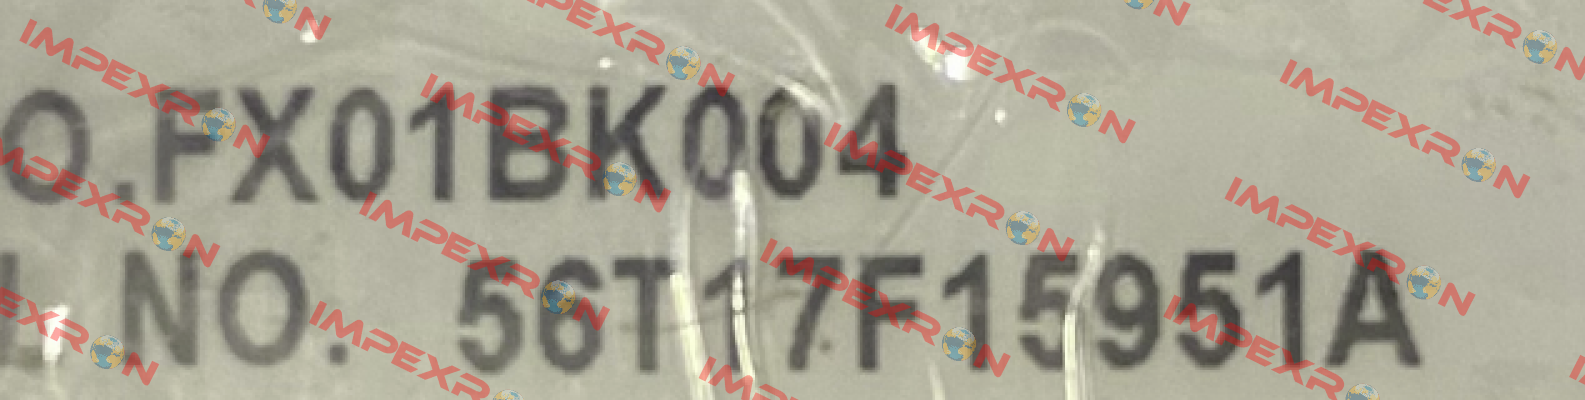 O.FX01BK004
L NO. 56T17F15951A
IMPEXRON